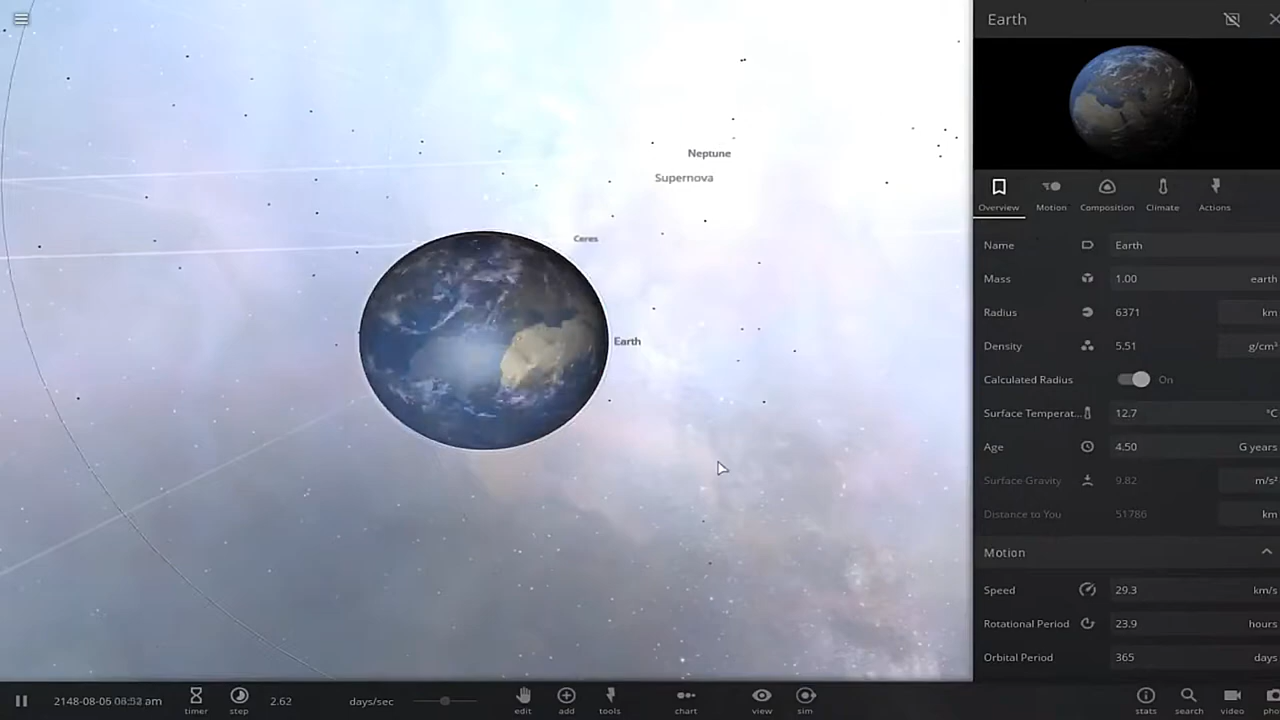 Earth
Neptune
Supernova
Ceres
Earth
Overview Motion Composition Climate Actions
Name Earth
Mass 1.00 earth
Radius 6371 km
Density 5.51 g/cm³
Calculated Radius On
Surface Temperat... 12.7 °C
Age 4.50 G years
Surface Gravity 9.82 m/s²
Distance to You 51786 km
Motion
Speed 29.3 km/s
Rotational Period 23.9 hours
Orbital Period 365 days
2148-08-05 08:52 am timer step 2.62 days/sec edit add tools chart view sim stats search video pho